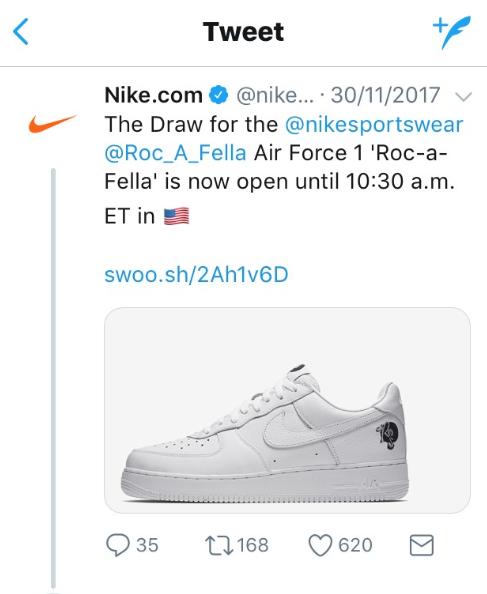 Tweet
Nike.com @nike... · 30/11/2017
The Draw for the @nikesportswear
@Roc_A_Fella Air Force 1 'Roc-a-
Fella' is now open until 10:30 a.m.
ET in 🇺🇸
swoo.sh/2Ah1v6D
35 168 620